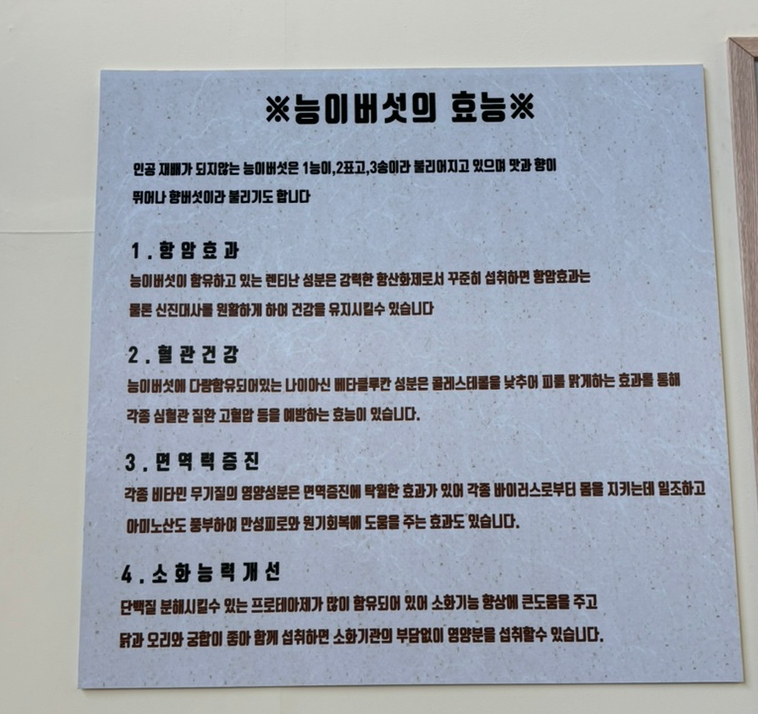 ※능이버섯의 효능※
인공 재배가 되지않는 능이버섯은 1능이,2표고,3송이라 불리어지고 있으며 맛과 향이
뛰어나 향버섯이라 불리기도 합니다
1.항암효과
능이버섯이 함유하고 있는 렌티난 성분은 강력한 항산화제로서 꾸준히 섭취하면 항암효과는
물론 신진대사를 원활하게 하여 건강을 유지시킬수 있습니다
2.혈관건강
능이버섯에 다량함유되어있는 나이아신 베타글루칸 성분은 콜레스테롤을 낮추어 피를 맑게하는 효과를 통해
각종 심혈관 질환 고혈압 등을 예방하는 효능이 있습니다.
3.면역력증진
각종 비타민 무기질의 영양성분은 면역증진에 탁월한 효과가 있어 각종 바이러스로부터 몸을 지키는데 일조하고
아미노산도 풍부하여 만성피로와 원기회복에 도움을 주는 효과도 있습니다.
4.소화능력개선
단백질 분해시킬수 있는 프로테아제가 많이 함유되어 있어 소화기능 향상에 큰도움을 주고
닭과 오리와 궁합이 좋아 함께 섭취하면 소화기관의 부담없이 영양분을 섭취할수 있습니다.